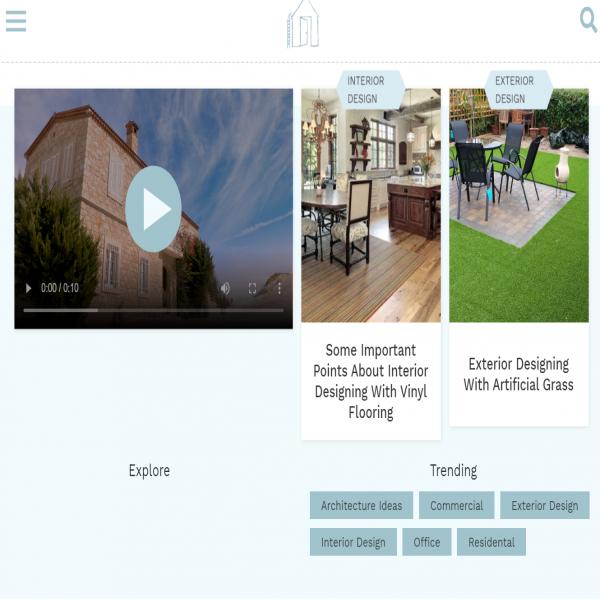 INTERIOR
DESIGN
EXTERIOR
DESIGN
0:00 / 0:10
Some Important
Points About Interior
Designing With Vinyl
Flooring
Exterior Designing
With Artificial Grass
Explore
Trending
Architecture Ideas
Commercial
Exterior Design
Interior Design
Office
Residental